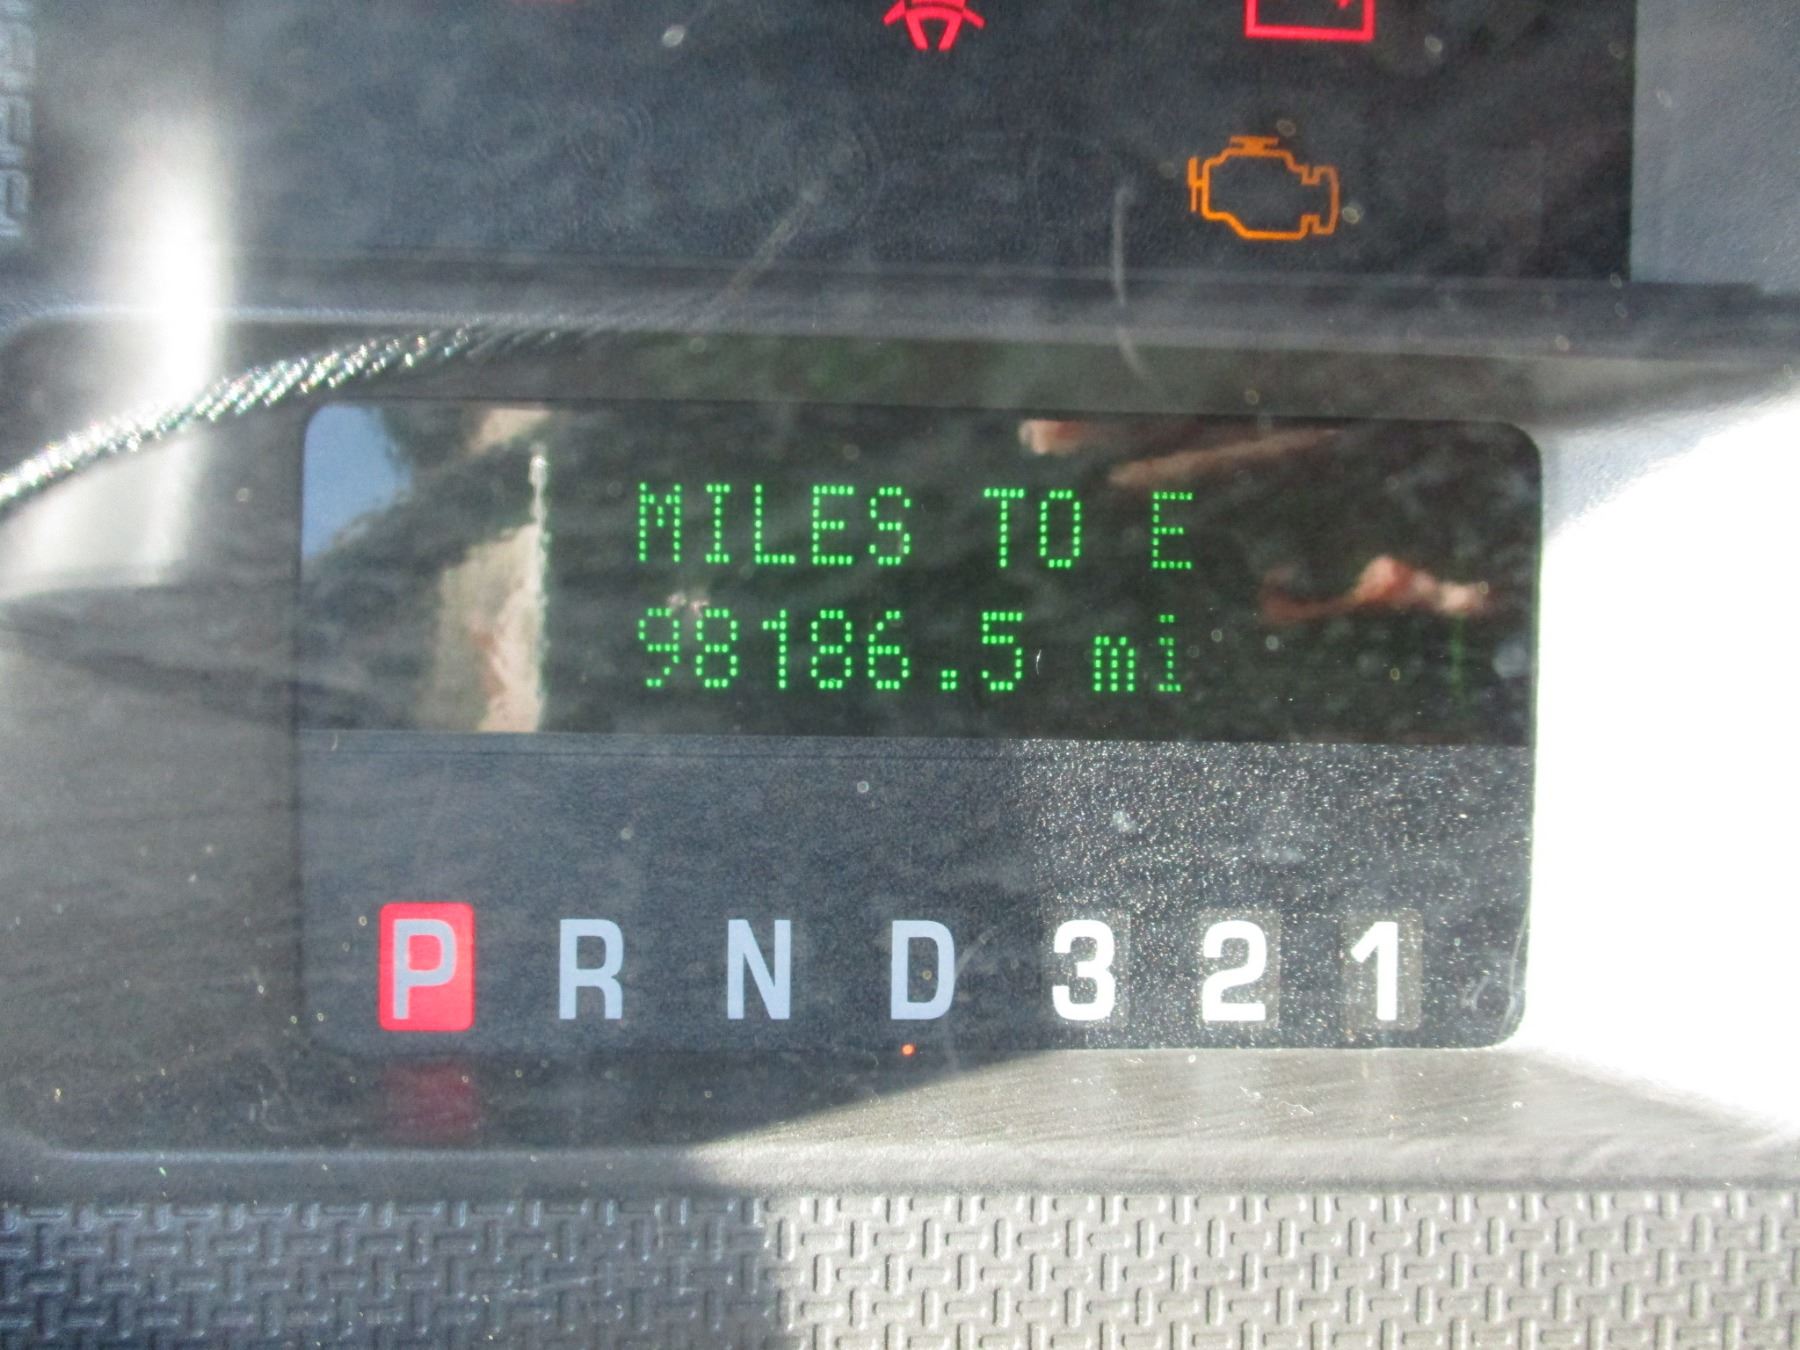 MILES TO E
98186.5 mi
P R N D 3 2 1